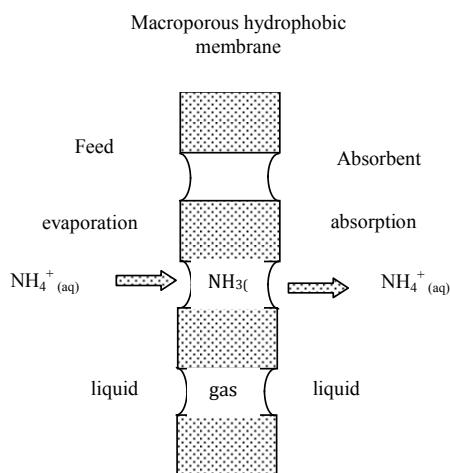 Macroporous hydrophobic
membrane
Feed
Absorbent
evaporation
absorption
NH₄⁺ (aq)
NH₃(
NH₄⁺ (aq)
liquid
gas
liquid